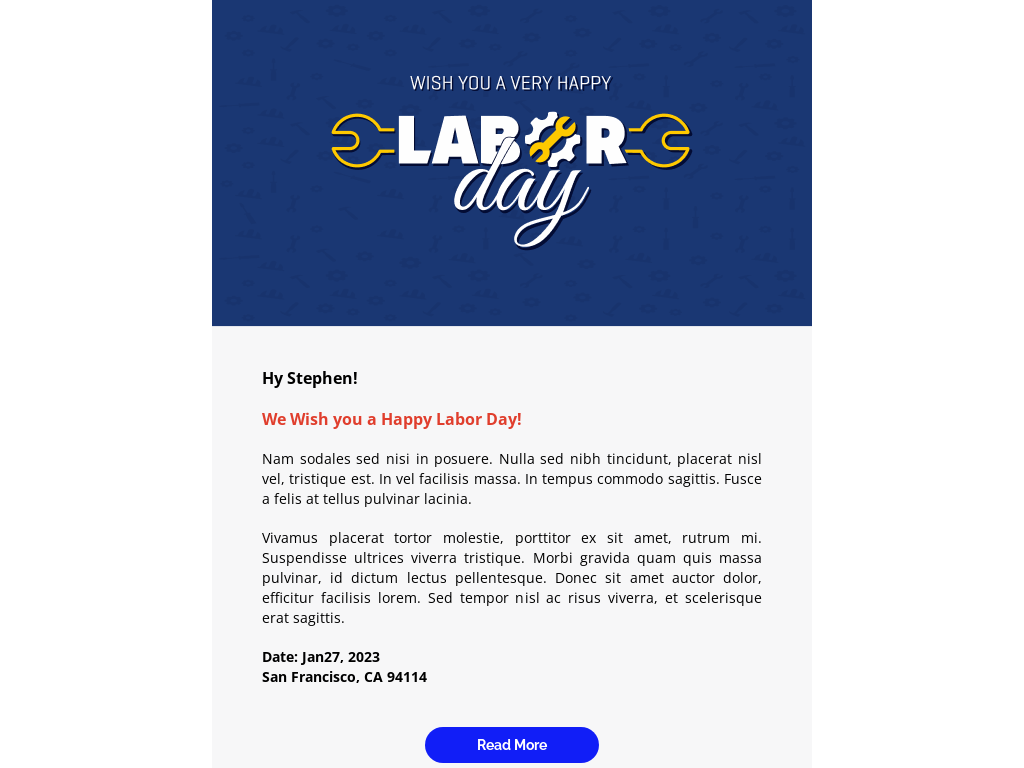 WISH YOU A VERY HAPPY
LABOR
day
Hy Stephen!
We Wish you a Happy Labor Day!
Nam sodales sed nisi in posuere. Nulla sed nibh tincidunt, placerat nisl
vel, tristique est. In vel facilisis massa. In tempus commodo sagittis. Fusce
a felis at tellus pulvinar lacinia.
Vivamus placerat tortor molestie, porttitor ex sit amet, rutrum mi.
Suspendisse ultrices viverra tristique. Morbi gravida quam quis massa
pulvinar, id dictum lectus pellentesque. Donec sit amet auctor dolor,
efficitur facilisis lorem. Sed tempor nisl ac risus viverra, et scelerisque
erat sagittis.
Date: Jan27, 2023
San Francisco, CA 94114
Read More